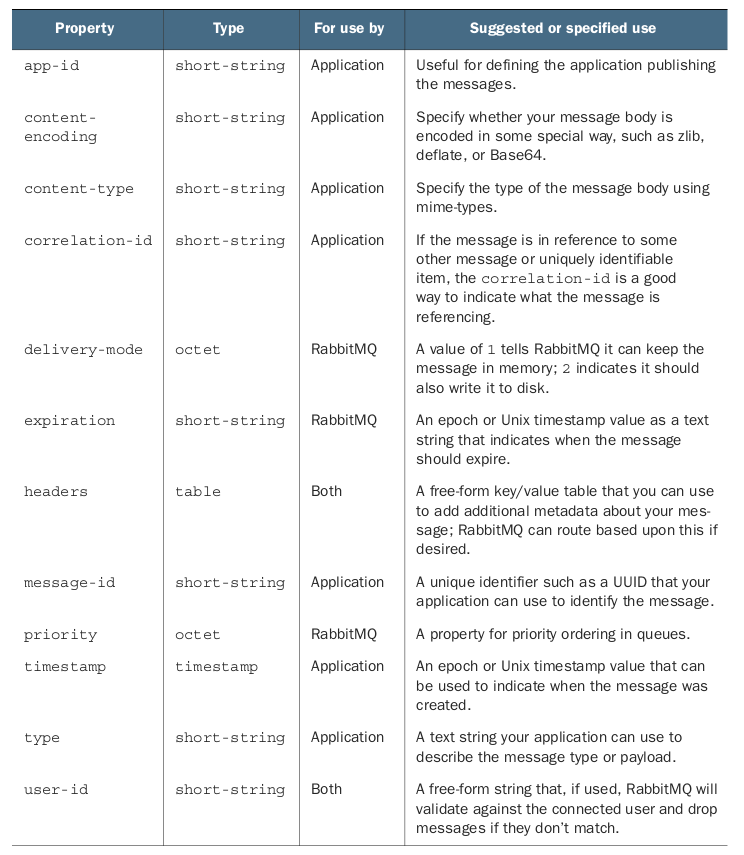 Property Type For use by Suggested or specified use
app-id short-string Application Useful for defining the application publishing
the messages.
content- short-string Application Specify whether your message body is
encoding encoded in some special way, such as zlib,
deflate, or Base64.
content-type short-string Application Specify the type of the message body using
mime-types.
correlation-id short-string Application If the message is in reference to some
other message or uniquely identifiable
item, the correlation-id is a good
way to indicate what the message is
referencing.
delivery-mode octet RabbitMQ A value of 1 tells RabbitMQ it can keep the
message in memory; 2 indicates it should
also write it to disk.
expiration short-string RabbitMQ An epoch or Unix timestamp value as a text
string that indicates when the message
should expire.
headers table Both A free-form key/value table that you can use
to add additional metadata about your mes-
sage; RabbitMQ can route based upon this if
desired.
message-id short-string Application A unique identifier such as a UUID that your
application can use to identify the message.
priority octet RabbitMQ A property for priority ordering in queues.
timestamp timestamp Application An epoch or Unix timestamp value that can
be used to indicate when the message was
created.
type short-string Application A text string your application can use to
describe the message type or payload.
user-id short-string Both A free-form string that, if used, RabbitMQ will
validate against the connected user and drop
messages if they don’t match.